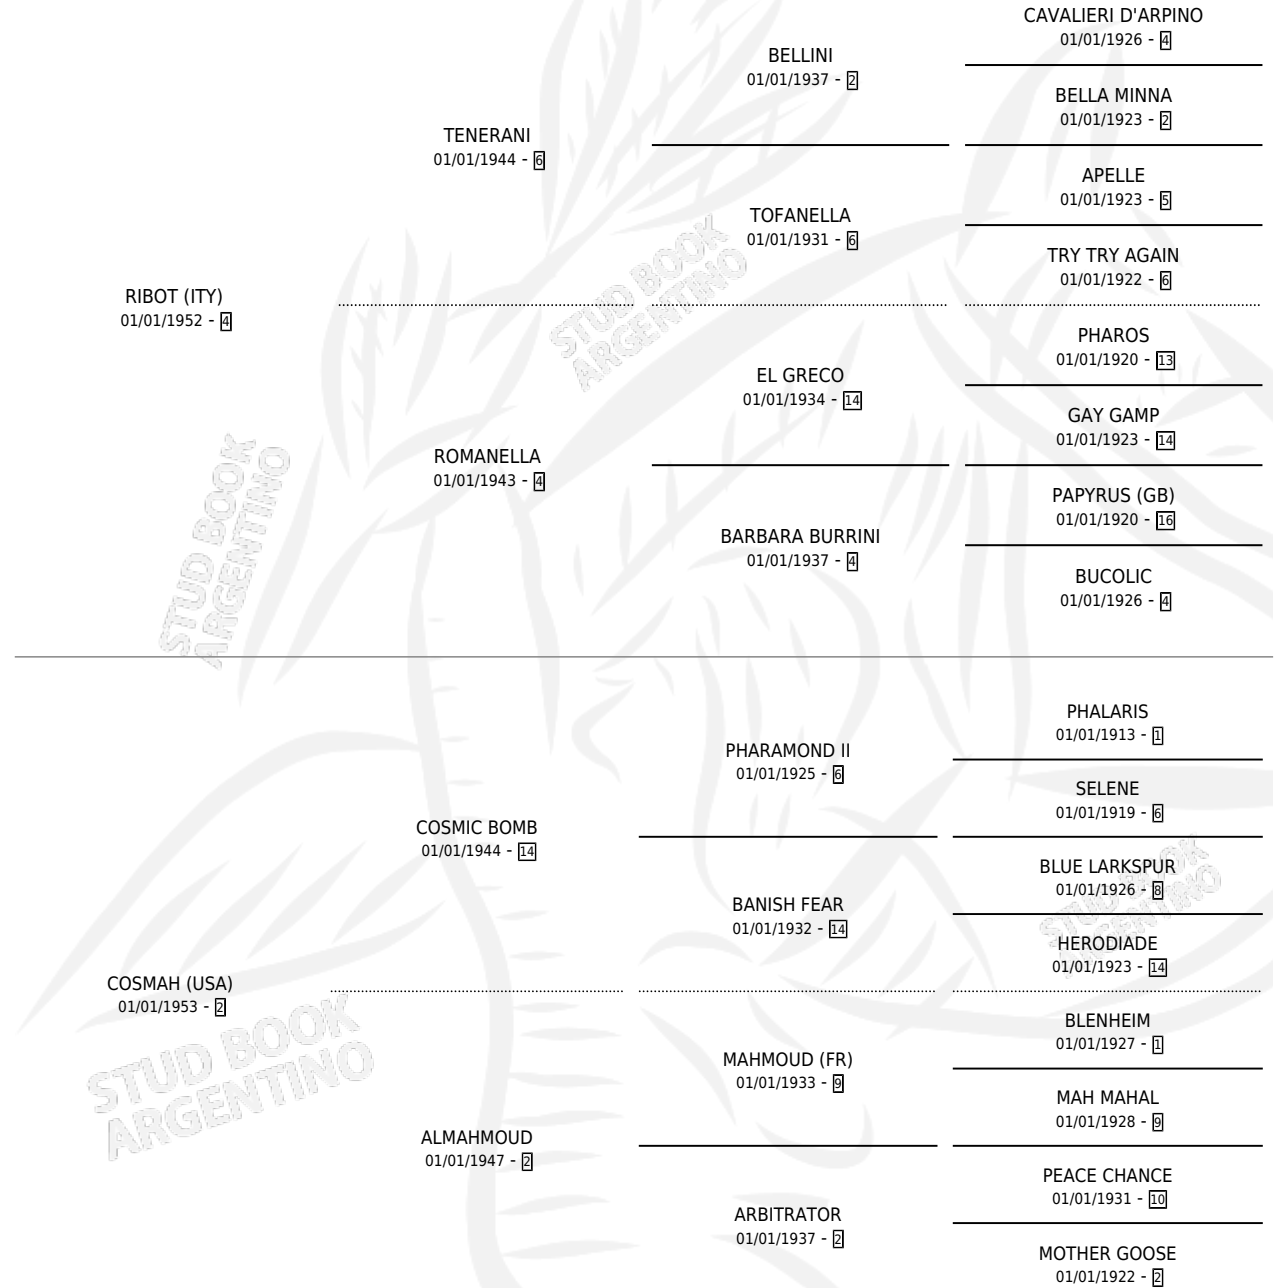 CAVALIERI D'ARPINO
01/01/1926 - 4
BELLINI
01/01/1937 - 2
BELLA MINNA
01/01/1923 - 2
TENERANI
01/01/1944 - 6
APELLE
01/01/1923 - 5
TOFANELLA
01/01/1931 - 6
TRY TRY AGAIN
01/01/1922 - 6
RIBOT (ITY)
01/01/1952 - 4
PHAROS
01/01/1920 - 13
EL GRECO
01/01/1934 - 14
GAY GAMP
01/01/1923 - 14
ROMANELLA
01/01/1943 - 4
PAPYRUS (GB)
01/01/1920 - 16
BARBARA BURRINI
01/01/1937 - 4
BUCOLIC
01/01/1926 - 4
PHALARIS
01/01/1913 - 1
PHARAMOND II
01/01/1925 - 6
SELENE
01/01/1919 - 6
COSMIC BOMB
01/01/1944 - 14
BLUE LARKSPUR
01/01/1926 - 8
BANISH FEAR
01/01/1932 - 14
HERODIADE
01/01/1923 - 14
COSMAH (USA)
01/01/1953 - 2
BLENHEIM
01/01/1927 - 1
MAHMOUD (FR)
01/01/1933 - 9
MAH MAHAL
01/01/1928 - 9
ALMAHMOUD
01/01/1947 - 2
PEACE CHANCE
01/01/1931 - 10
ARBITRATOR
01/01/1937 - 2
MOTHER GOOSE
01/01/1922 - 2
STUD BOOK
ARGENTINO
STUD BOOK
ARGENTINO
STUD BOOK
ARGENTINO
STUD BOOK
ARGENTINO